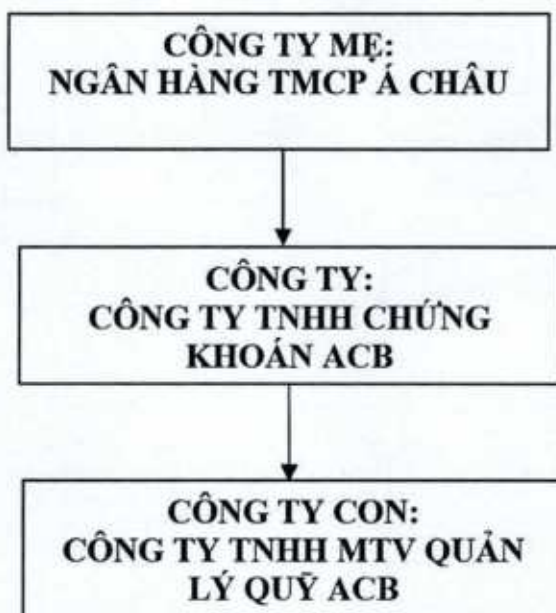 CÔNG TY MẸ:
NGÂN HÀNG TMCP Á CHÂU
CÔNG TY:
CÔNG TY TNHH CHỨNG
KHOÁN ACB
CÔNG TY CON:
CÔNG TY TNHH MTV QUẢN
LÝ QUỸ ACB